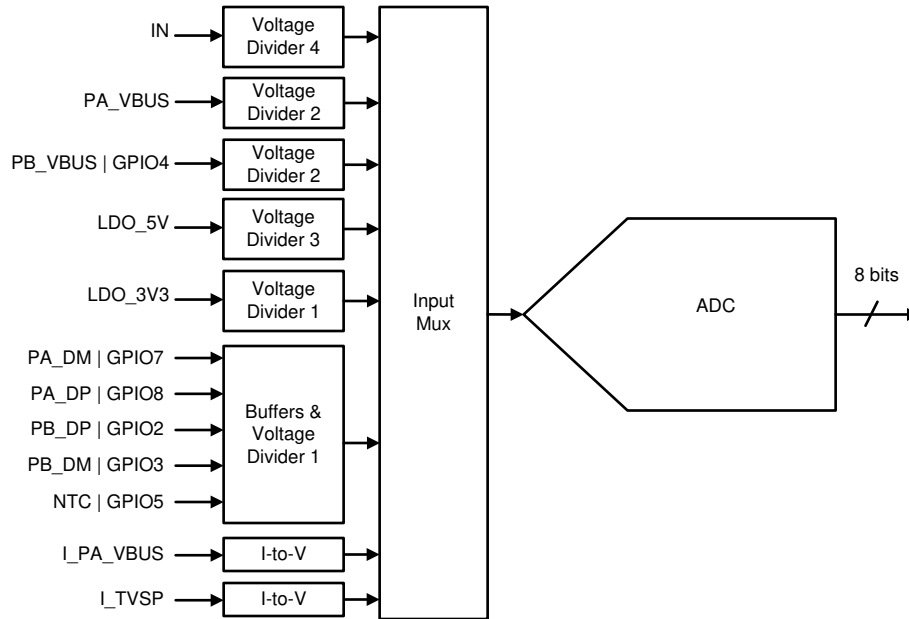 IN
Voltage
Divider 4
PA_VBUS
Voltage
Divider 2
PB_VBUS | GPIO4
Voltage
Divider 2
LDO_5V
Voltage
Divider 3
LDO_3V3
Voltage
Divider 1
PA_DM | GPIO7
PA_DP | GPIO8
PB_DP | GPIO2
PB_DM | GPIO3
NTC | GPIO5
Buffers &
Voltage
Divider 1
I_PA_VBUS
I-to-V
I_TVSP
I-to-V
Input
Mux
ADC
8 bits